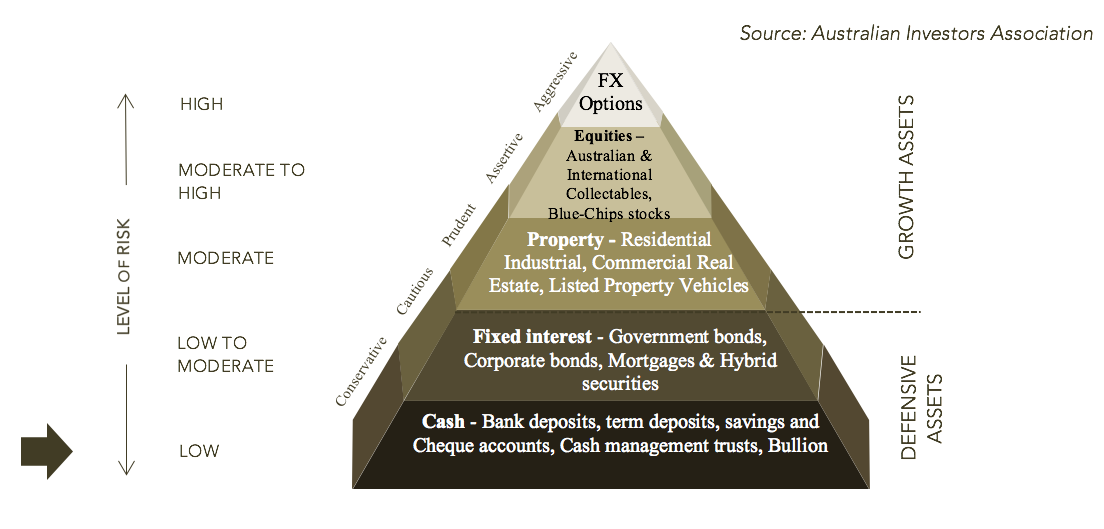 Source: Australian Investors Association
HIGH
MODERATE TO
HIGH
MODERATE
LOW TO
MODERATE
LOW
LEVEL OF RISK
Aggressive
Assertive
Prudent
Cautious
Conservative
FX
Options
Equities –
Australian &
International
Collectables,
Blue-Chips stocks
Property - Residential
Industrial, Commercial Real
Estate, Listed Property Vehicles
Fixed interest - Government bonds,
Corporate bonds, Mortgages & Hybrid
securities
Cash - Bank deposits, term deposits, savings and
Cheque accounts, Cash management trusts, Bullion
GROWTH ASSETS
DEFENSIVE
ASSETS